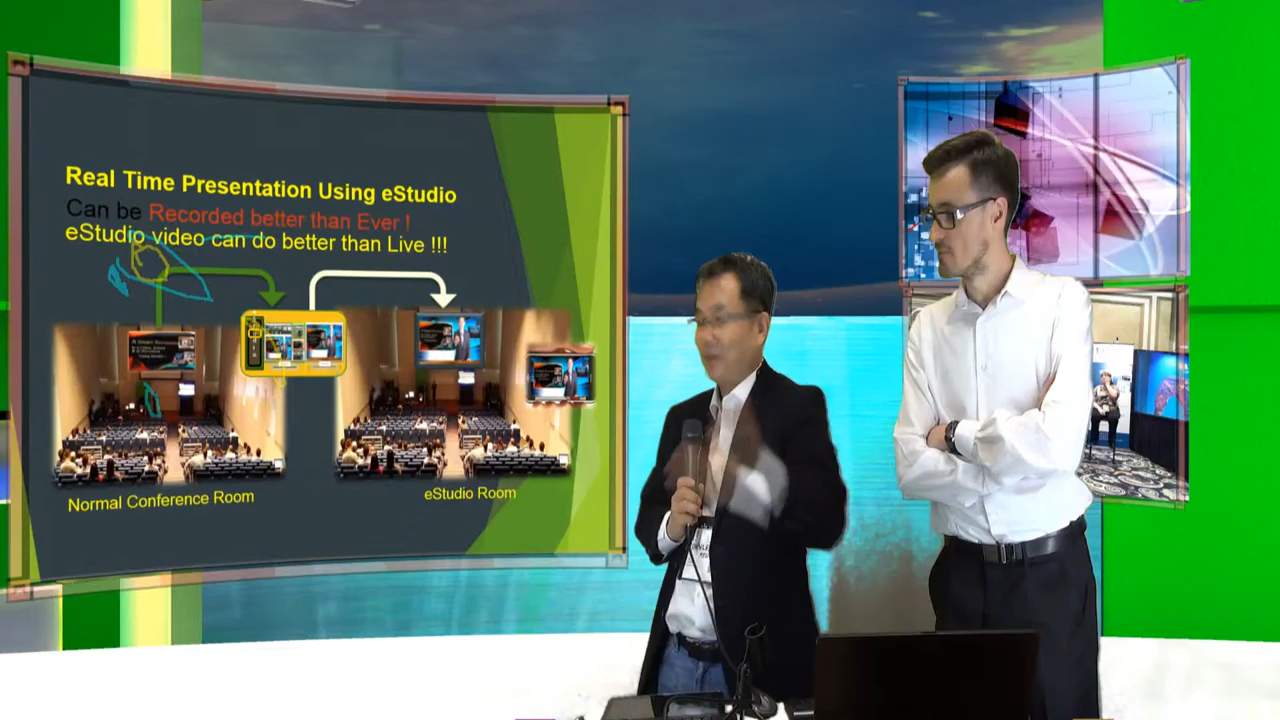 Real Time Presentation Using eStudio
Can be Recorded better than Ever !
eStudio video can do better than Live !!!
Normal Conference Room
eStudio Room